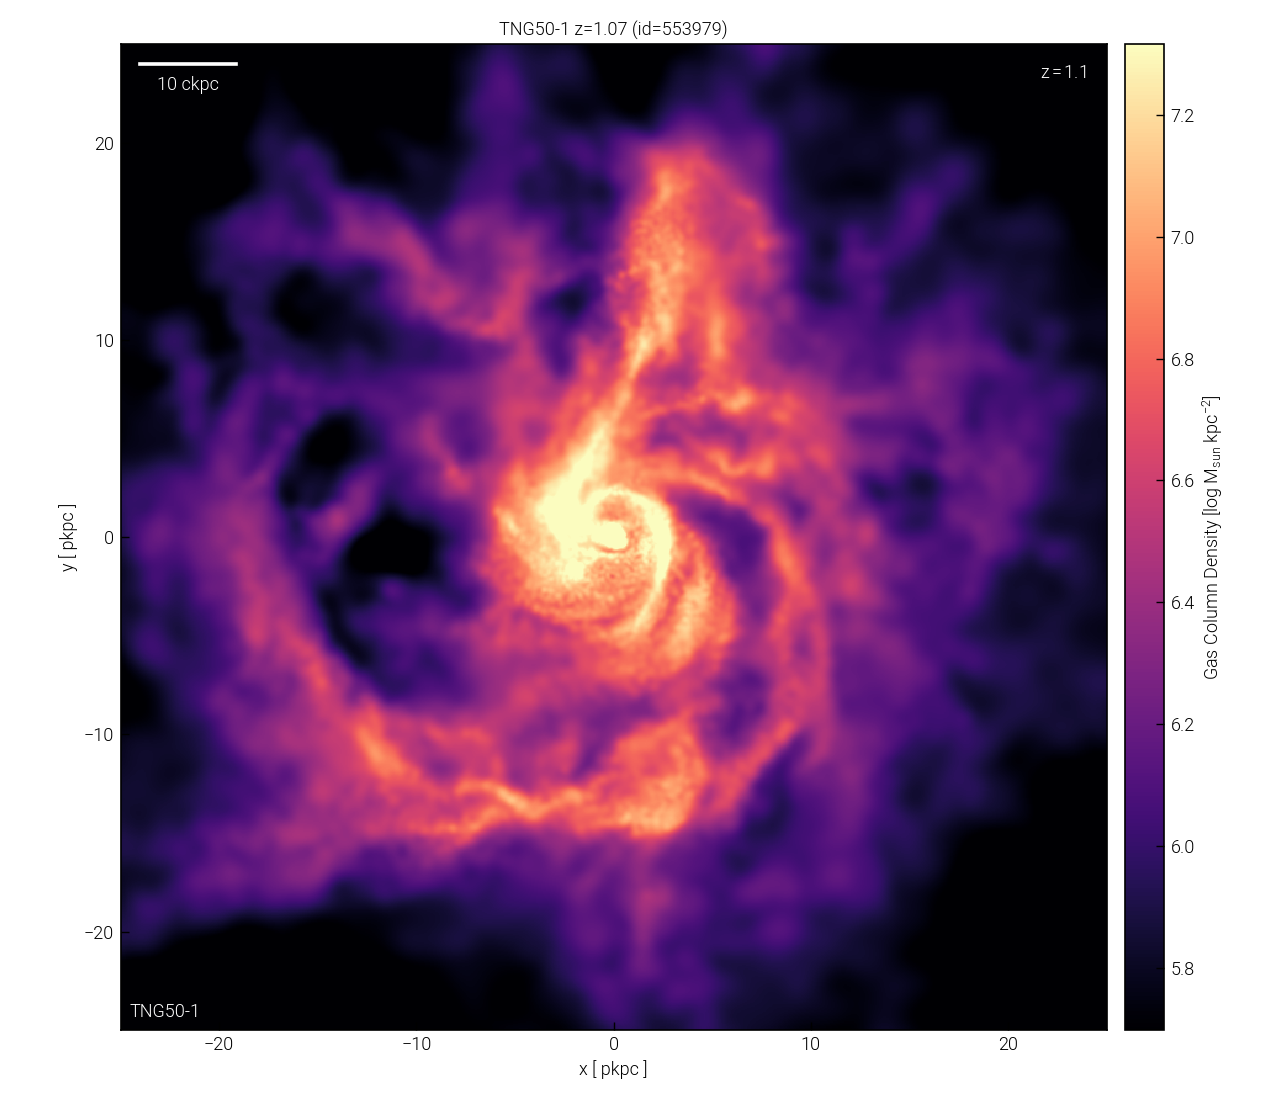 TNG50-1 z=1.07 (id=553979)
10 ckpc
z = 1.1
TNG50-1
20
10
0
−10
−20
y [ pkpc ]
−20
−10
0
10
20
x [ pkpc ]
7.2
7.0
6.8
6.6
6.4
6.2
6.0
5.8
Gas Column Density [log Msun kpc−2]